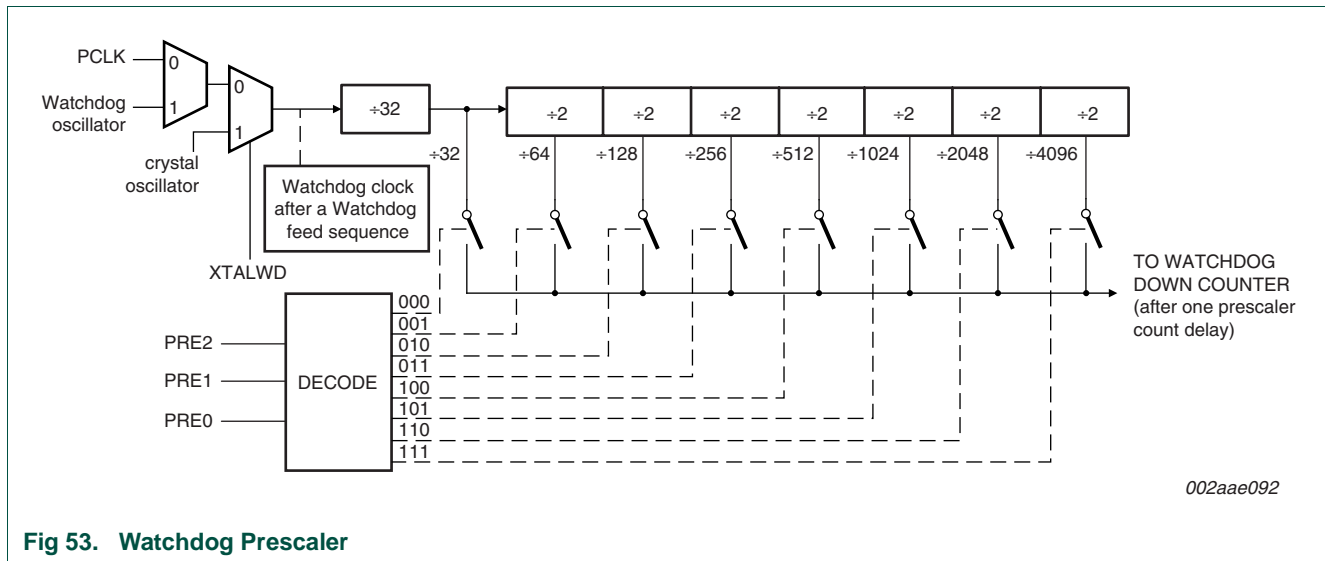 PCLK
0
1
Watchdog
oscillator
0
1
crystal
oscillator
XTALWD
÷32
÷2
÷2
÷2
÷2
÷2
÷2
÷2
÷32
÷64
÷128
÷256
÷512
÷1024
÷2048
÷4096
Watchdog clock
after a Watchdog
feed sequence
TO WATCHDOG
DOWN COUNTER
(after one prescaler
count delay)
PRE2
PRE1
PRE0
DECODE
000
001
010
011
100
101
110
111
002aae092
Fig 53. Watchdog Prescaler